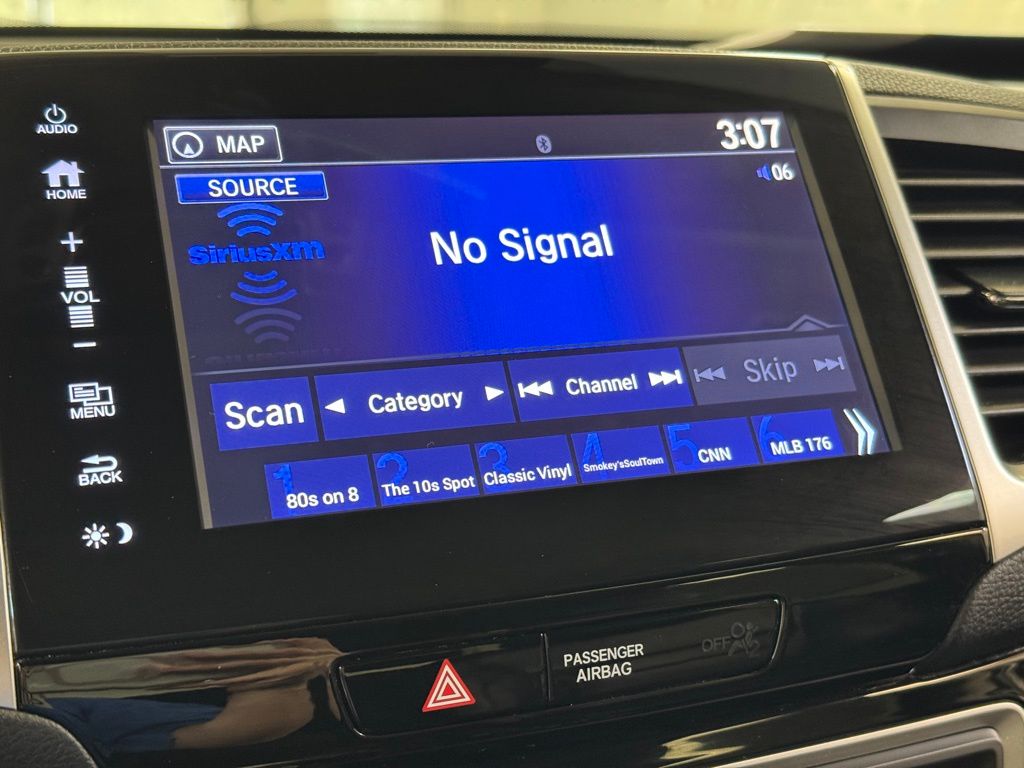 AUDIO
HOME
+
VOL
−
MENU
BACK
MAP
3:07
SOURCE
06
SiriusXm
No Signal
Scan
Category
Channel
Skip
1 80s on 8
2 The 10s Spot
3 Classic Vinyl
4 Smokey'sSoulTown
5 CNN
6 MLB 176
PASSENGER
AIRBAG
OFF